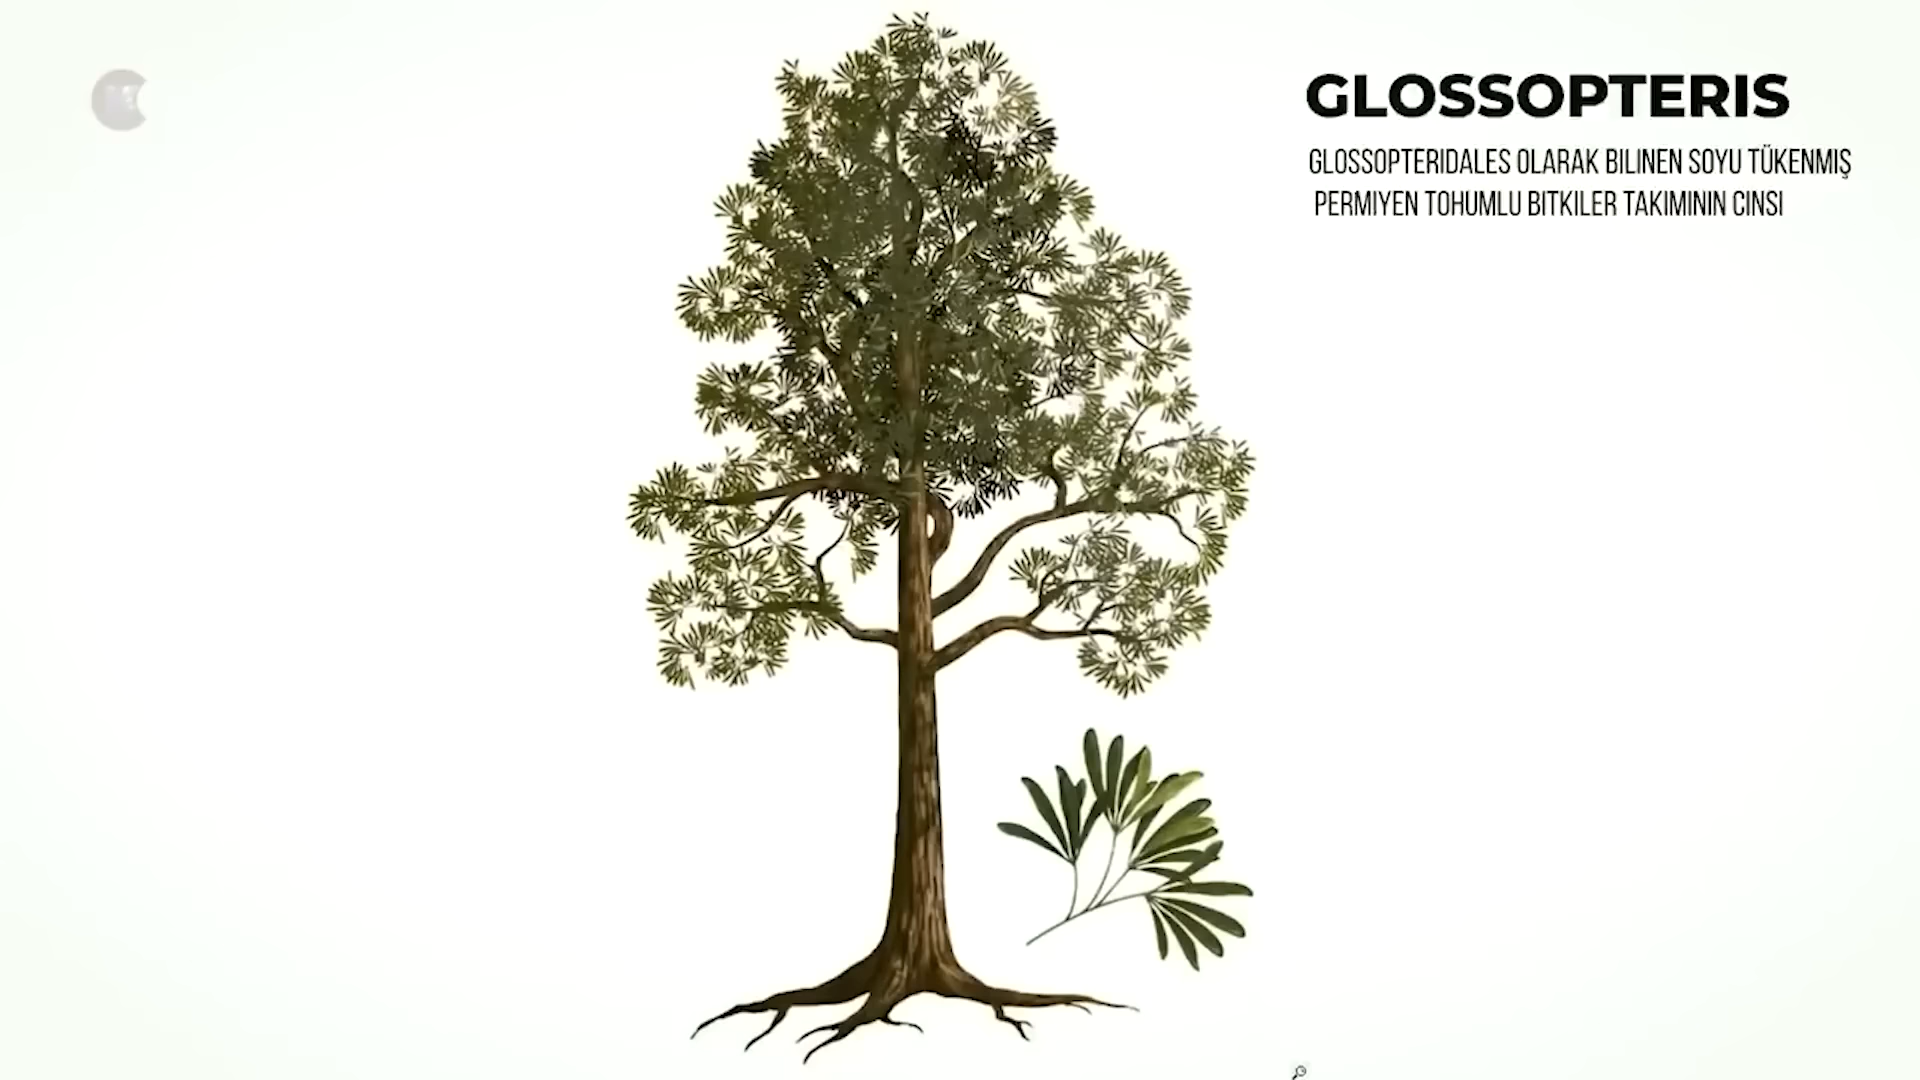 GLOSSOPTERIS
GLOSSOPTERIDALES OLARAK BILINEN SOYU TÜKENMIŞ
PERMIYEN TOHUMLU BITKILER TAKIMININ CINSI